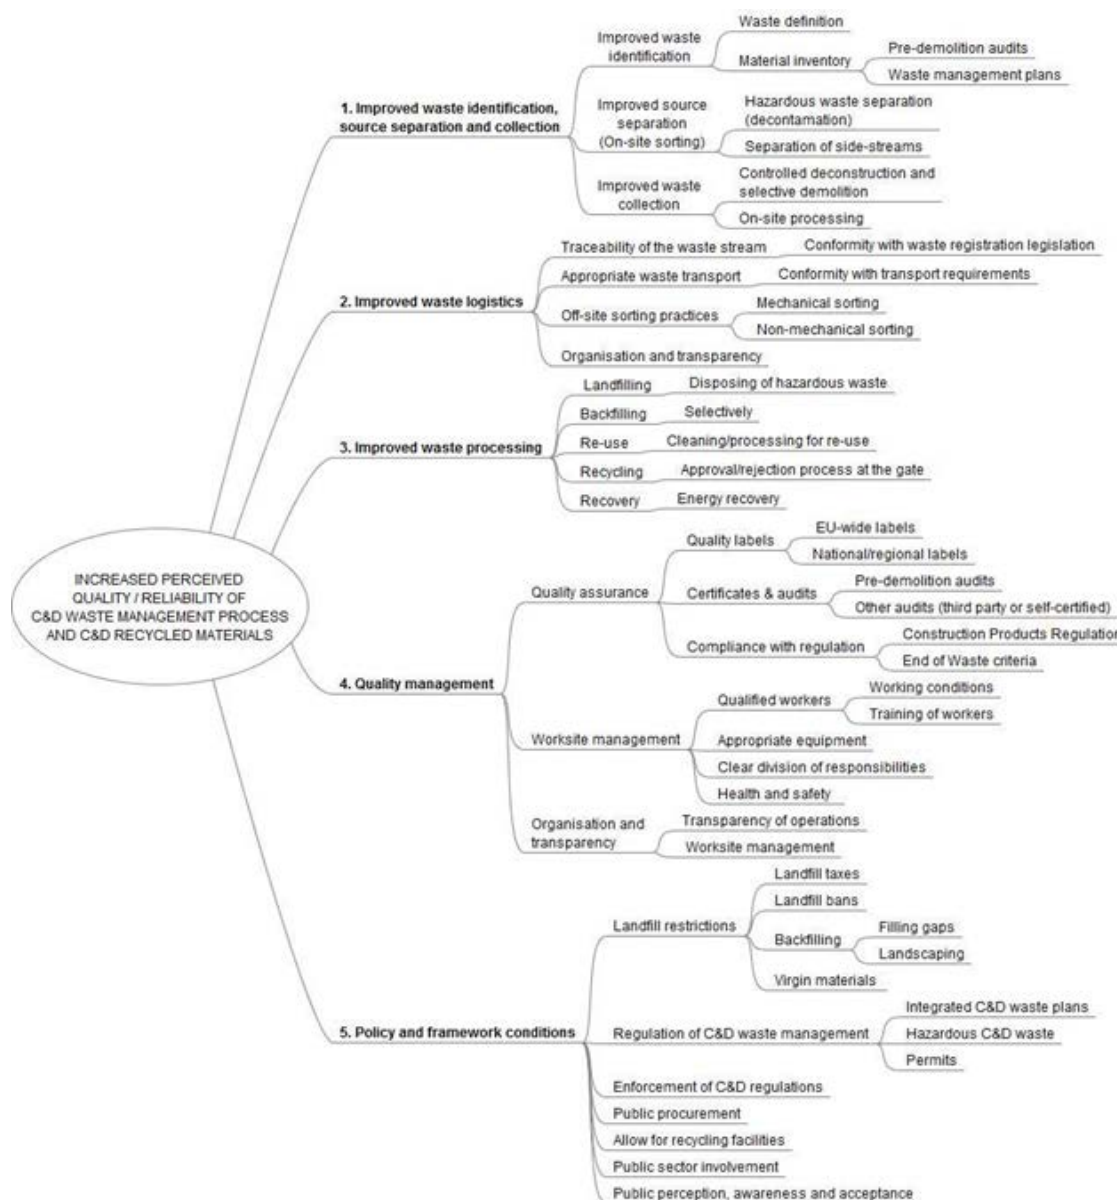 INCREASED PERCEIVED
QUALITY / RELIABILITY OF
C&D WASTE MANAGEMENT PROCESS
AND C&D RECYCLED MATERIALS
1. Improved waste identification,
source separation and collection
Improved waste
identification
Waste definition
Material inventory
Pre-demolition audits
Waste management plans
Improved source
separation
(On-site sorting)
Hazardous waste separation
(decontamation)
Separation of side-streams
Improved waste
collection
Controlled deconstruction and
selective demolition
On-site processing
2. Improved waste logistics
Traceability of the waste stream
Conformity with waste registration legislation
Appropriate waste transport
Conformity with transport requirements
Off-site sorting practices
Mechanical sorting
Non-mechanical sorting
Organisation and transparency
3. Improved waste processing
Landfilling
Disposing of hazardous waste
Backfilling
Selectively
Re-use
Cleaning/processing for re-use
Recycling
Approval/rejection process at the gate
Recovery
Energy recovery
4. Quality management
Quality assurance
Quality labels
EU-wide labels
National/regional labels
Certificates & audits
Pre-demolition audits
Other audits (third party or self-certified)
Compliance with regulation
Construction Products Regulation
End of Waste criteria
Worksite management
Qualified workers
Working conditions
Training of workers
Appropriate equipment
Clear division of responsibilities
Health and safety
Organisation and
transparency
Transparency of operations
Worksite management
5. Policy and framework conditions
Landfill restrictions
Landfill taxes
Landfill bans
Backfilling
Filling gaps
Landscaping
Virgin materials
Regulation of C&D waste management
Integrated C&D waste plans
Hazardous C&D waste
Permits
Enforcement of C&D regulations
Public procurement
Allow for recycling facilities
Public sector involvement
Public perception, awareness and acceptance